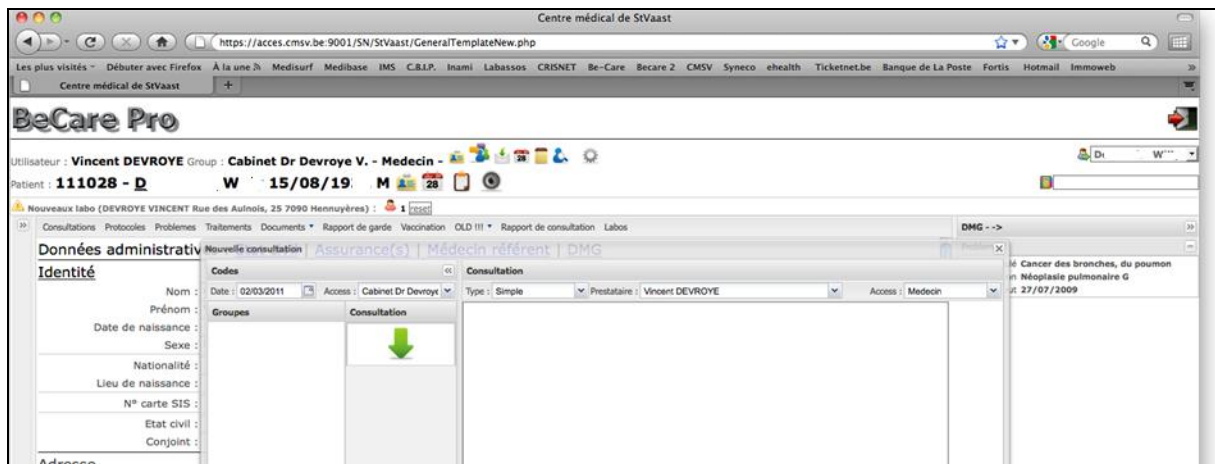 Centre médical de StVaast
https://acces.cmsv.be:9001/SN/StVaast/GeneralTemplateNew.php
Google
Les plus visités Débuter avec Firefox À la une Medisurf Medibase IMS C.B.I.P. Inami Labassos CRISNET Be-Care Becare 2 CMSV Syneco ehealth Ticketnet.be Banque de La Poste Fortis Hotmail Immoweb
Centre médical de StVaast
BeCare Pro
Utilisateur : Vincent DEVROYE Group : Cabinet Dr Devroye V. - Medecin -
W
Patient : 111028 - D W 15/08/19 M
28
Nouveaux labo (DEVROYE VINCENT Rue des Aulnois, 25 7090 Hennuyères) : 1 reset
Consultations Protocoles Problemes Traitements Documents Rapport de garde Vaccination OLD !!! Rapport de consultation Labos
DMG -->
Données administrativ
Nouvelle consultation
Assurance(s) | Médecin référent | DMG
Identité
Codes
Consultation
Cancer des bronches, du poumon
Néoplasie pulmonaire G
27/07/2009
Nom :
Date : 02/03/2011 Access : Cabinet Dr Devroye
Type : Simple Prestataire : Vincent DEVROYE Access : Medecin
Prénom :
Groupes
Consultation
Date de naissance :
Sexe :
Nationalité :
Lieu de naissance :
N° carte SIS :
Etat civil :
Conjoint :
Adresse